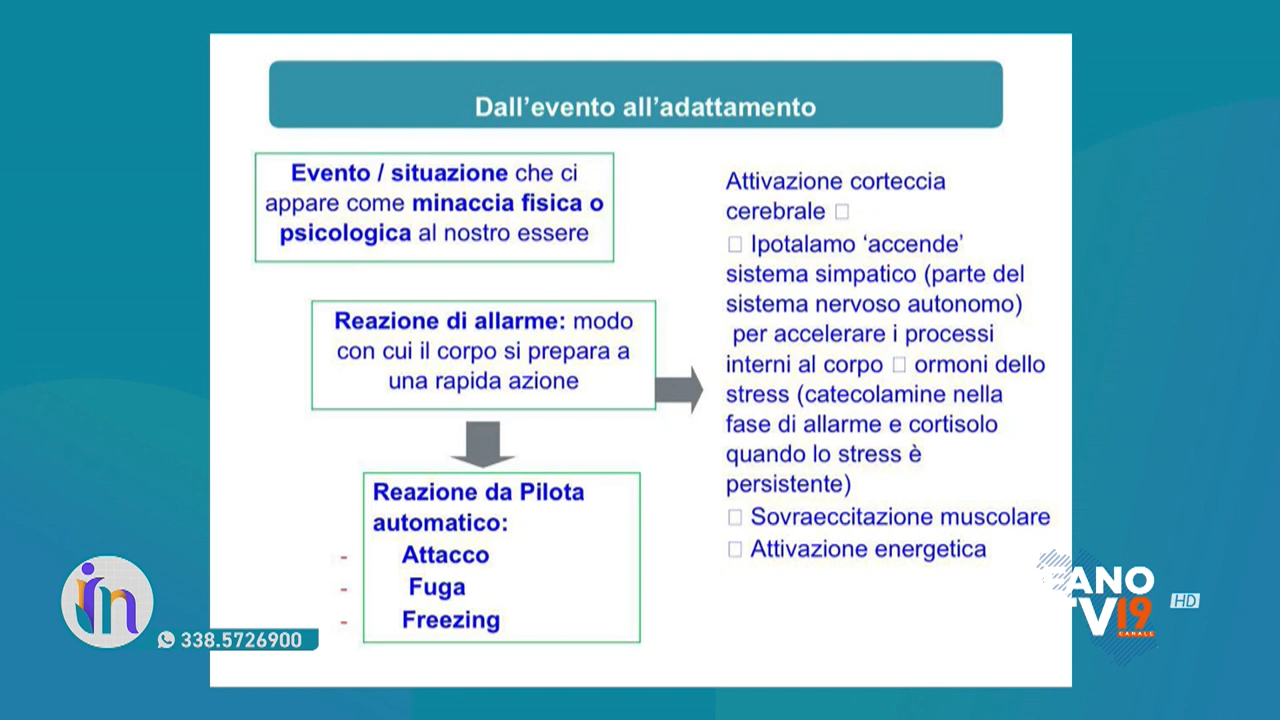 Dall'evento all'adattamento
Evento / situazione che ci
appare come minaccia fisica o
psicologica al nostro essere
Reazione di allarme: modo
con cui il corpo si prepara a
una rapida azione
Reazione da Pilota
automatico:
- Attacco
- Fuga
- Freezing
Attivazione corteccia
cerebrale □
□ Ipotalamo ‘accende’
sistema simpatico (parte del
sistema nervoso autonomo)
per accelerare i processi
interni al corpo □ ormoni dello
stress (catecolamine nella
fase di allarme e cortisolo
quando lo stress è
persistente)
□ Sovraeccitazione muscolare
□ Attivazione energetica
in
338.5726900
TV19
CANALE
HD